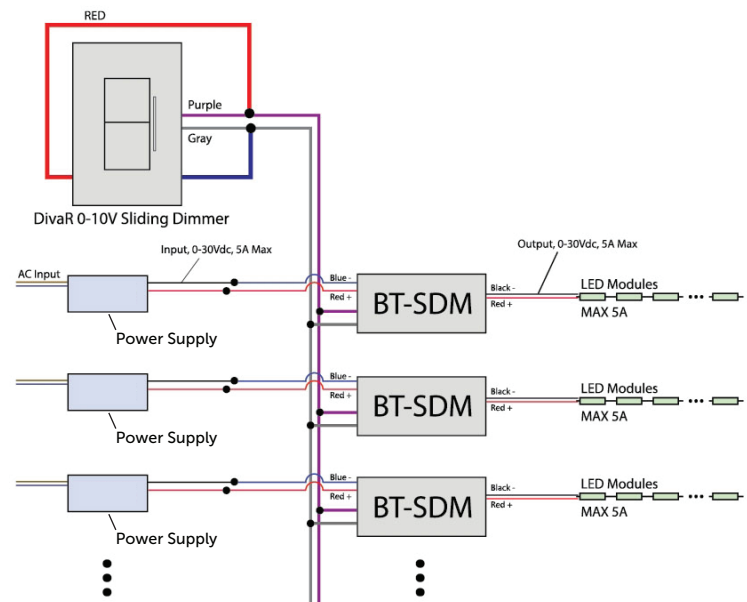 RED
Purple
Gray
DivaR 0-10V Sliding Dimmer
Input, 0-30Vdc, 5A Max
Output, 0-30Vdc, 5A Max
AC Input
Blue -
Red +
BT-SDM
Black -
Red +
LED Modules
MAX 5A
Power Supply
Blue -
Red +
BT-SDM
Black -
Red +
LED Modules
MAX 5A
Power Supply
Blue -
Red +
BT-SDM
Black -
Red +
LED Modules
MAX 5A
Power Supply